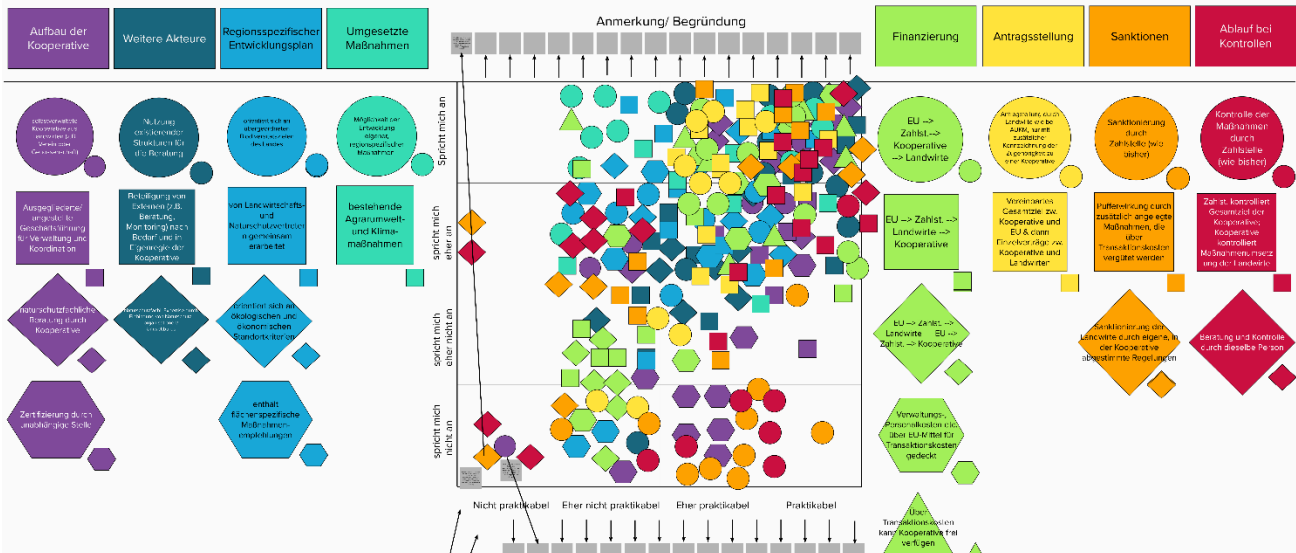 Anmerkung/ Begründung
Aufbau der
Kooperative
Weitere Akteure
Regionsspezifischer
Entwicklungsplan
Umgesetzte
Maßnahmen
Finanzierung
Antragsstellung
Sanktionen
Ablauf bei
Kontrollen
Nutzung
existierender
Strukturen für
die Beratung
Möglichkeit der
Entwicklung
eigener,
regionsspezifischer
Maßnahmen
EU -->
Zahlst. -->
Kooperative
--> Landwirte
Sanktionierung
durch
Zahlstelle (wie
bisher)
Kontrolle der
Maßnahmen
durch
Zahlstelle
(wie bisher)
Ausgegliederte/
angestellte
Geschäftsführung
für Verwaltung und
Koordination
Beteiligung von
Externen (z.B.
Beratung,
Monitoring) nach
Bedarf und in
Eigenregie der
Kooperative
von Landwirtschafts-
und
Naturschutzvertretern
gemeinsam
erarbeitet
bestehende
Agrarumwelt-
und Klima-
maßnahmen
EU --> Zahlst. -->
Landwirte -->
Kooperative
Vereinbartes
Gesamtziel zw.
Kooperative und
EU & dann
Einzelverträge zw.
Kooperative und
Landwirten
Pufferwirkung durch
zusätzlich angelegte
Maßnahmen, die
über
Transaktionskosten
vergütet werden
Zahlst. kontrolliert
Gesamtziel der
Kooperative;
Kooperative
kontrolliert
Maßnahmenumsetz
ung der Landwirte
naturschutzfachliche
Beratung durch
Kooperative
orientiert sich an
ökologischen und
ökonomischen
Standortkriterien
EU --> Zahlst. -->
Landwirte EU -->
Zahlst. --> Kooperative
Sanktionierung der
Landwirte durch eigene, in
der Kooperative
abgestimmte Regelungen
Beratung und Kontrolle
durch dieselbe Person
Zertifizierung durch
unabhängige Stelle
enthält
flächenspezifische
Maßnahmen-
empfehlungen
Verwaltungs-,
Personalkosten etc.
über EU-Mittel für
Transaktionskosten
gedeckt
Über
Transaktionskosten
kann Kooperative frei
verfügen
Spricht mich an
spricht mich
eher an
spricht mich
eher nicht an
spricht mich
nicht an
Nicht praktikabel
Eher nicht praktikabel
Eher praktikabel
Praktikabel